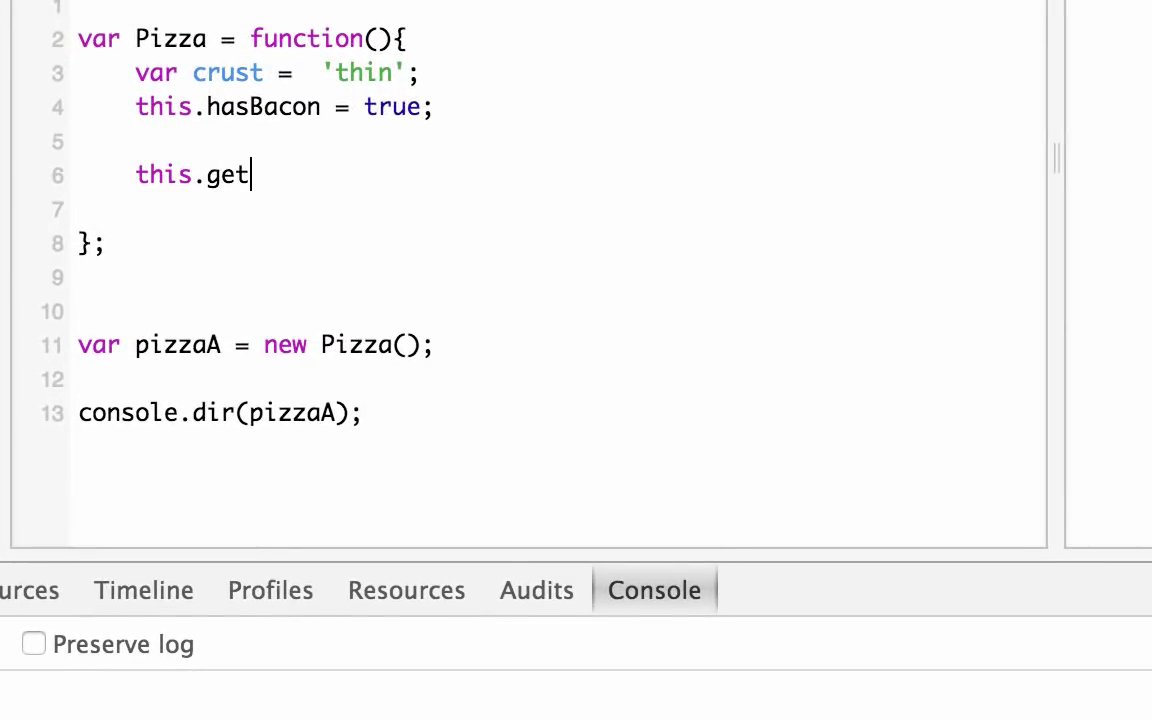 1
2 var Pizza = function(){
3 var crust =  'thin';
4 this.hasBacon = true;
5
6 this.get
7
8 };
9
10
11 var pizzaA = new Pizza();
12
13 console.dir(pizzaA);
urces Timeline Profiles Resources Audits Console
Preserve log